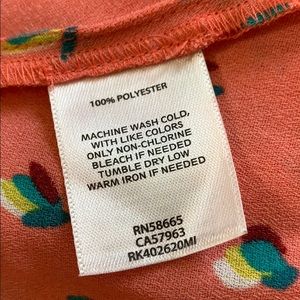 100% POLYESTER
MACHINE WASH COLD,
WITH LIKE COLORS
ONLY NON-CHLORINE
BLEACH IF NEEDED
TUMBLE DRY LOW
WARM IRON IF NEEDED
RN58665
CA57963
RK402620MI